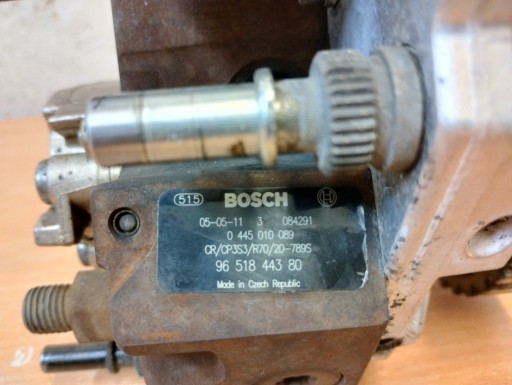 515 BOSCH
05-05-11 3 084291
0 445 010 089
CR/CP3S3/R70/20-789S
96 518 443 80
Made in Czech Republic